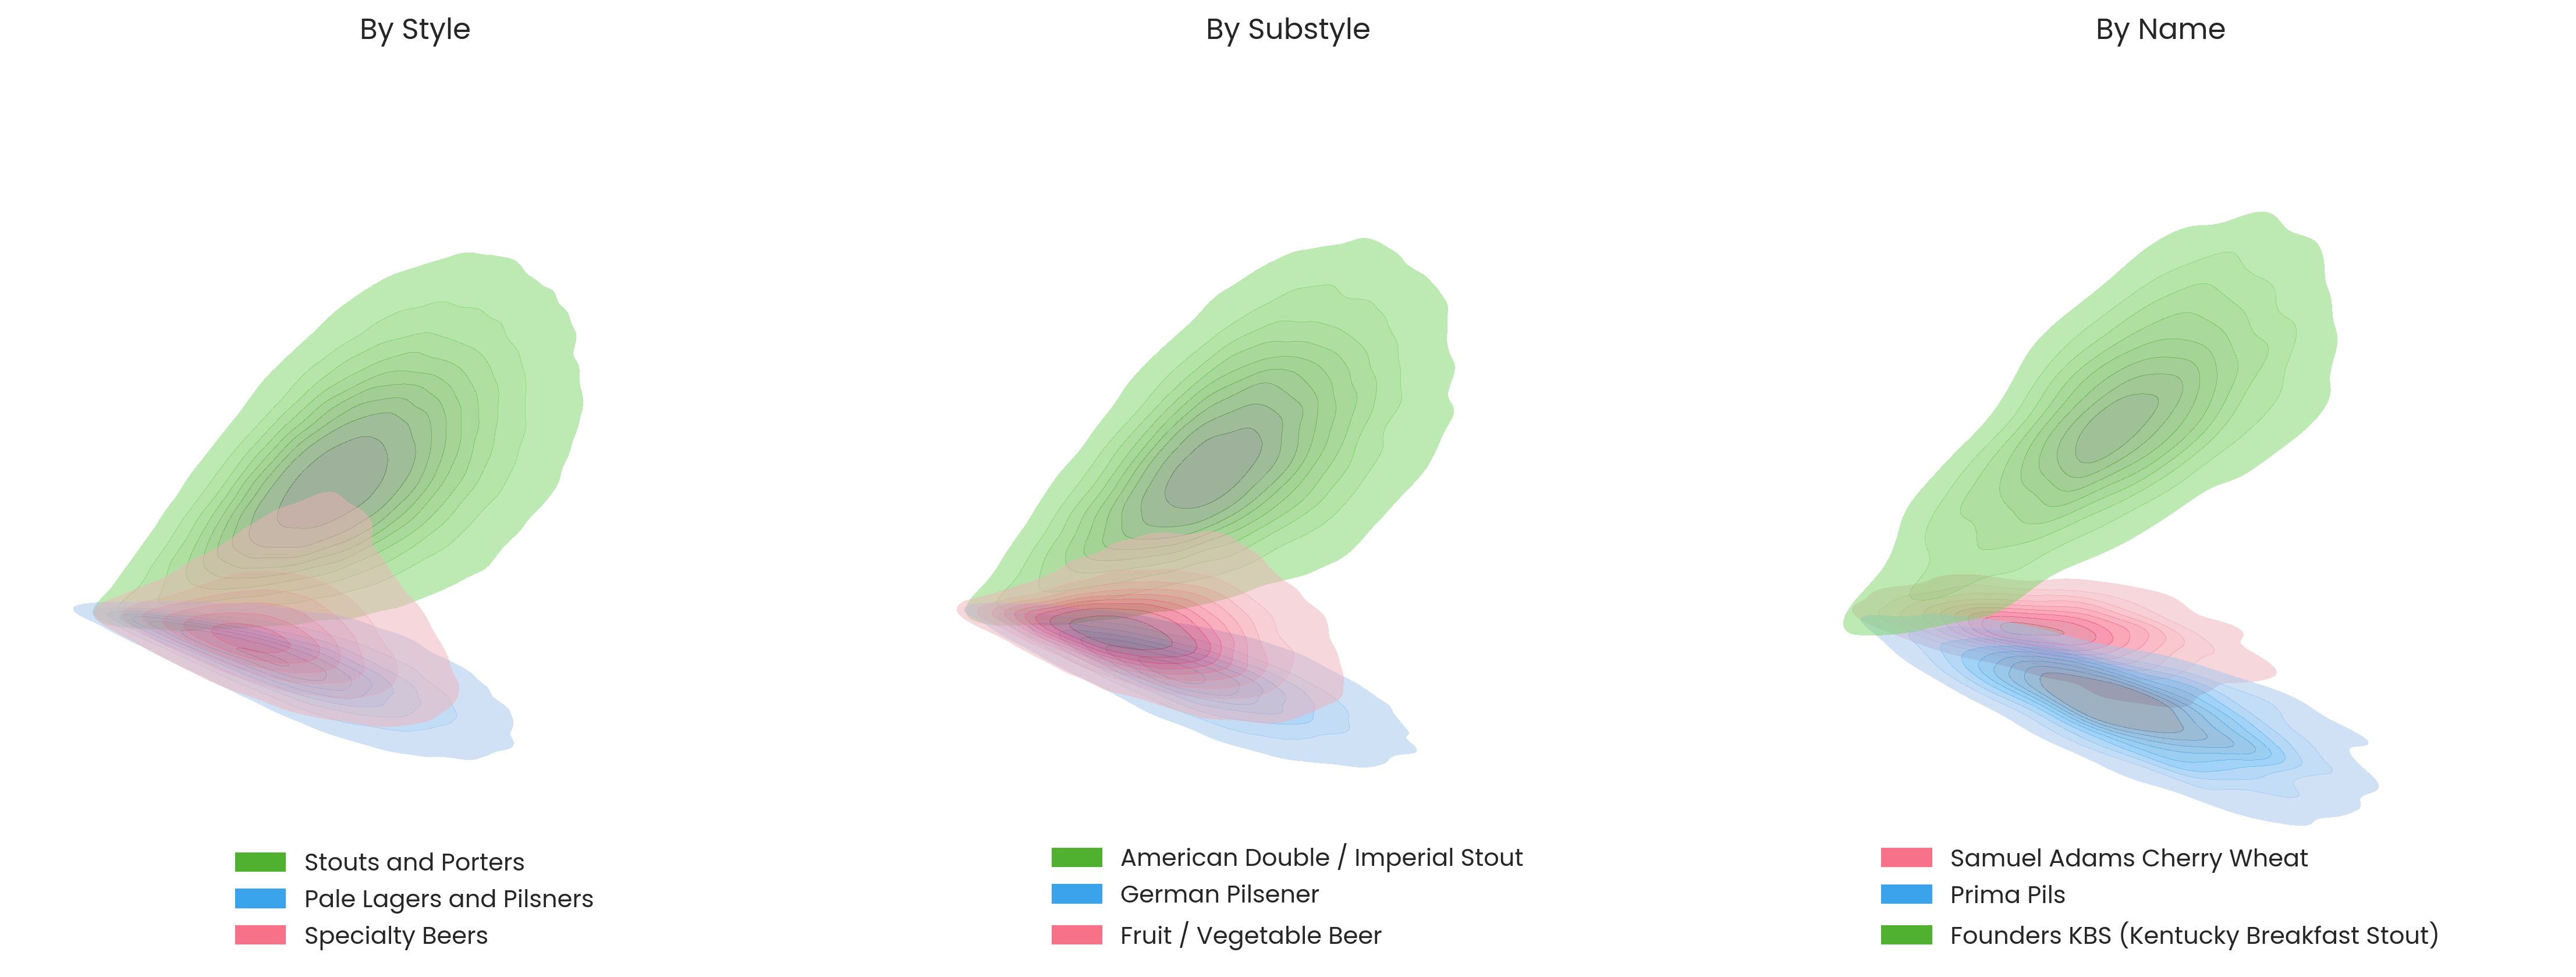 By Style
By Substyle
By Name
Stouts and Porters
Pale Lagers and Pilsners
Specialty Beers
American Double / Imperial Stout
German Pilsener
Fruit / Vegetable Beer
Samuel Adams Cherry Wheat
Prima Pils
Founders KBS (Kentucky Breakfast Stout)